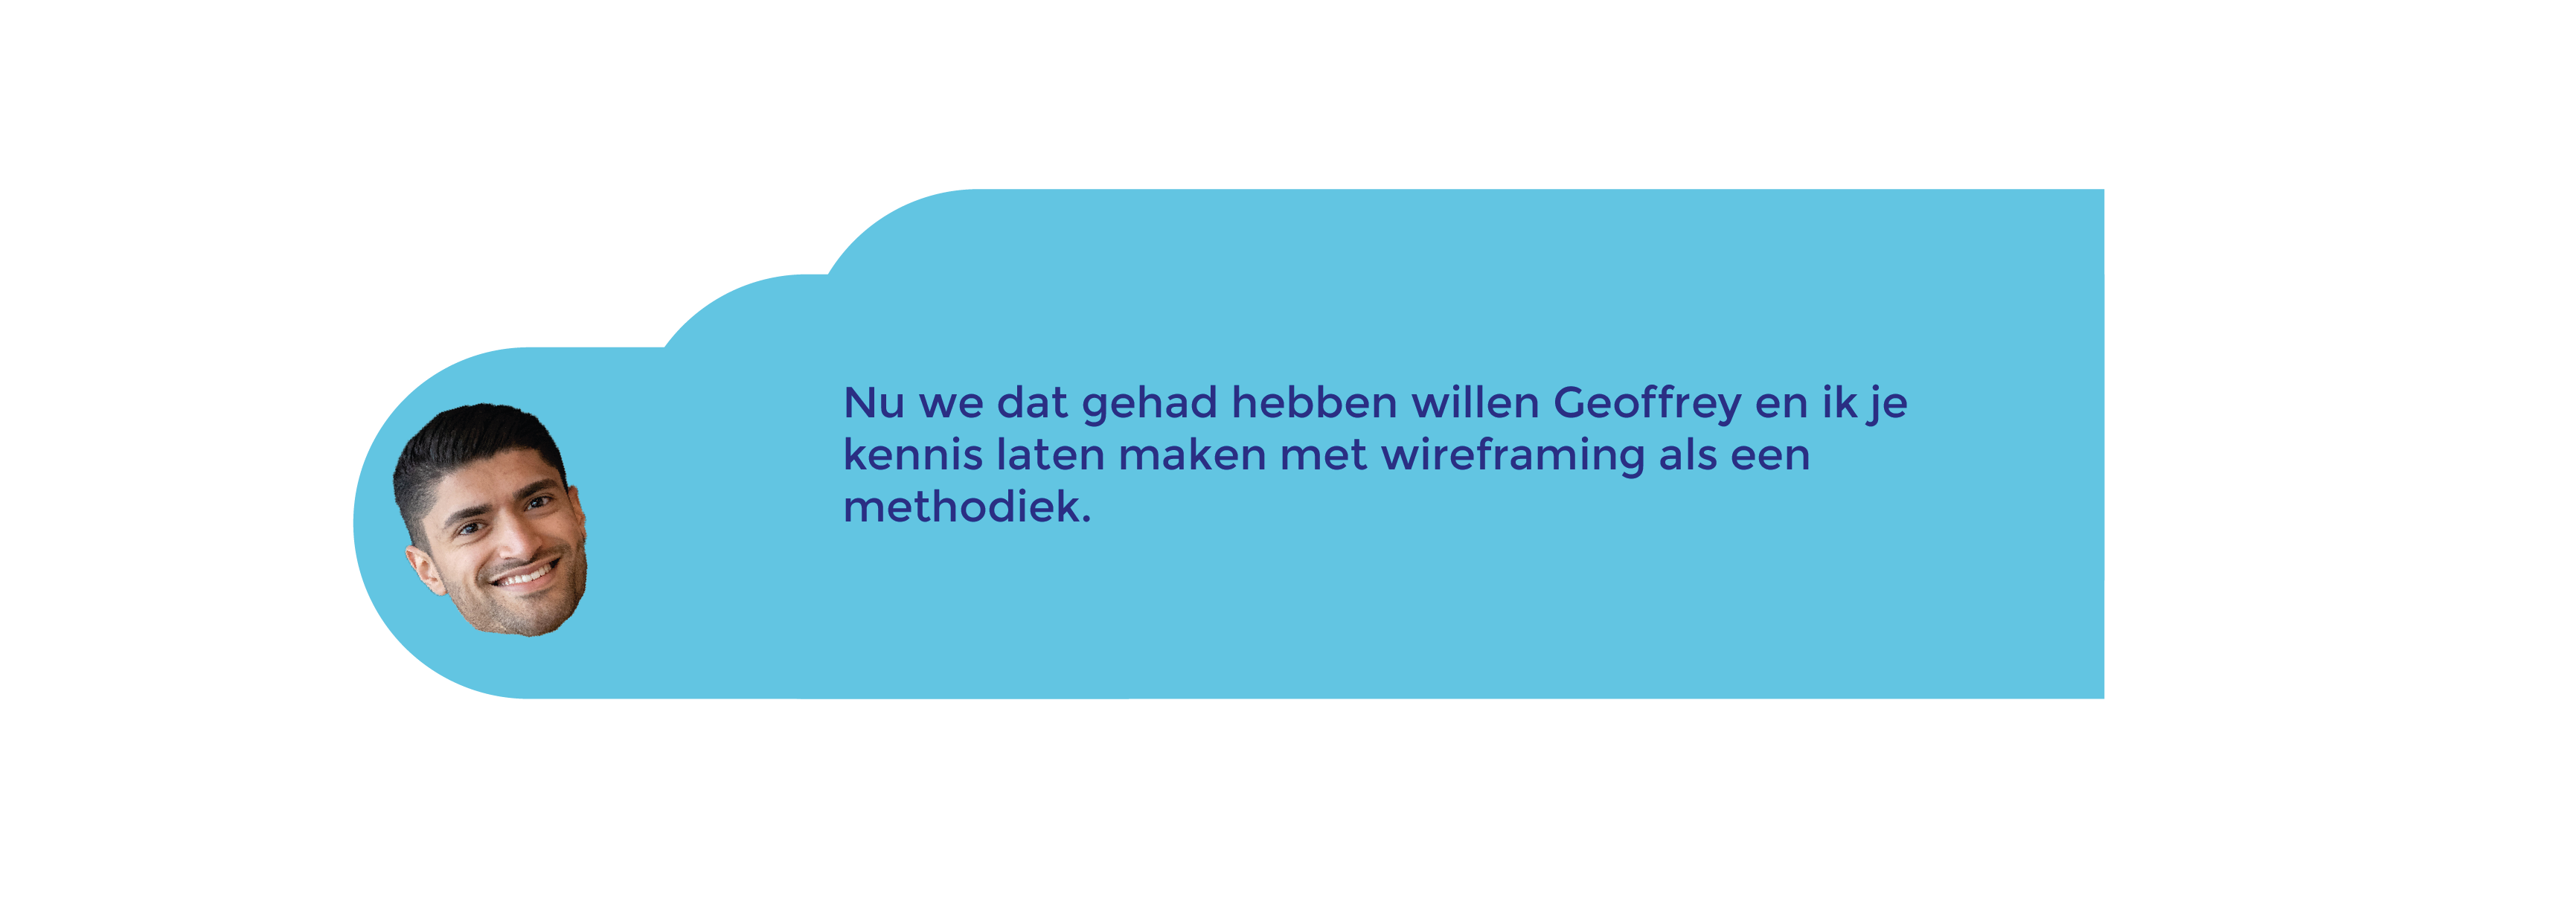 Nu we dat gehad hebben willen Geoffrey en ik je
kennis laten maken met wireframing als een
methodiek.